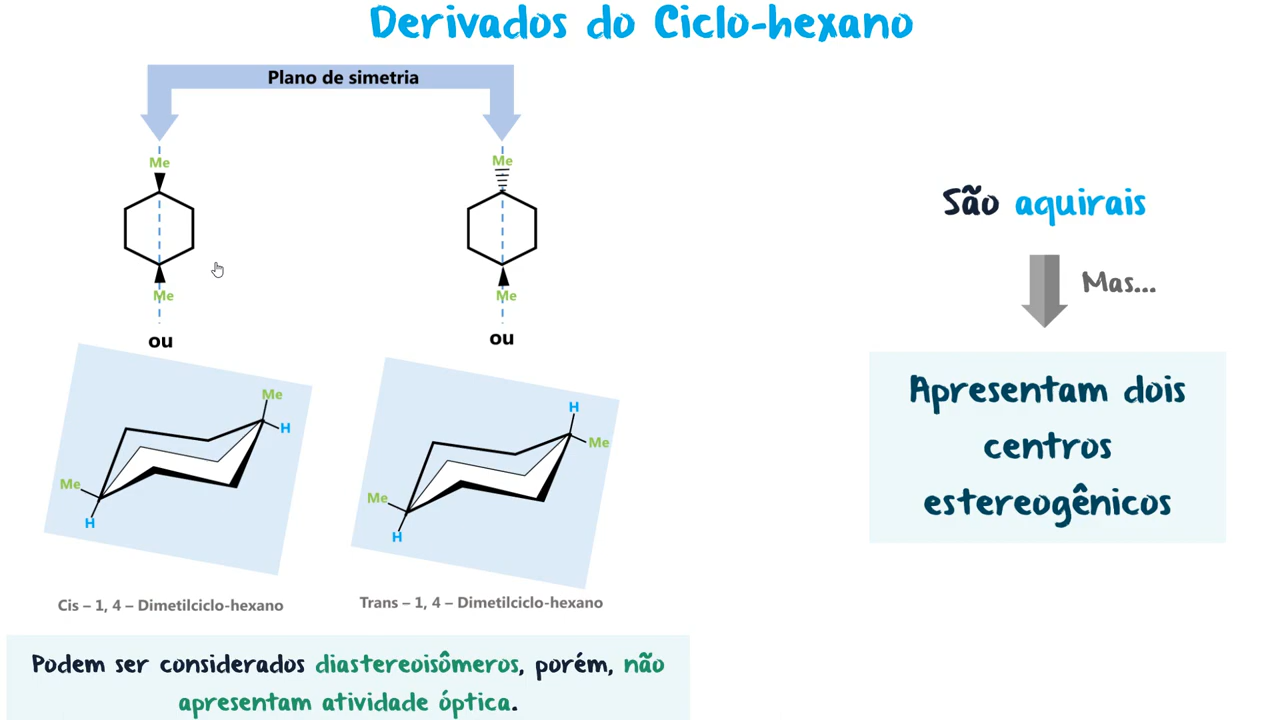 Derivados do Ciclo-hexano
Plano de simetria
Me
Me
Me
Me
ou
ou
Me
H
Me
H
H
Me
Me
H
Cis – 1, 4 – Dimetilciclo-hexano
Trans – 1, 4 – Dimetilciclo-hexano
Podem ser considerados diastereoisômeros, porém, não
apresentam atividade óptica.
São aquirais
Mas...
Apresentam dois
centros
estereogênicos